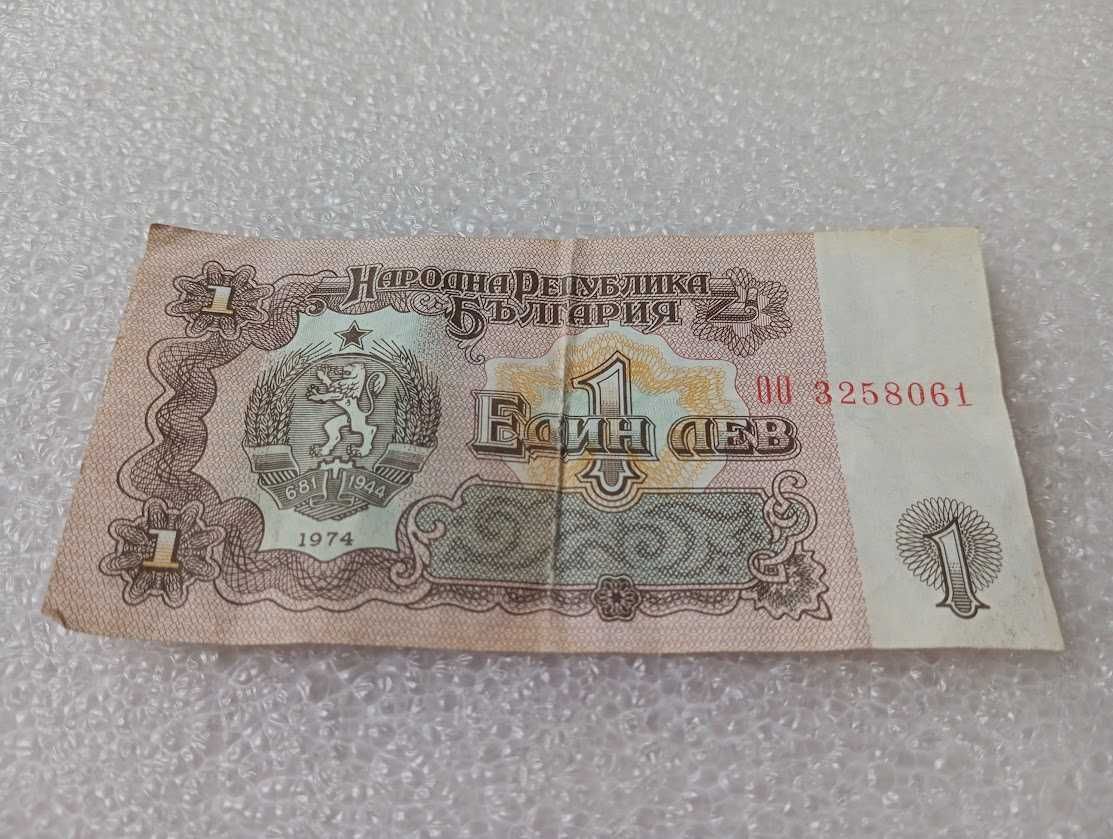 1
НАРОДНА РЕПУБЛИКА
БЪЛГАРИЯ
1
ЕДИН ЛЕВ
ОО 3258061
681 1944
1974
1
1